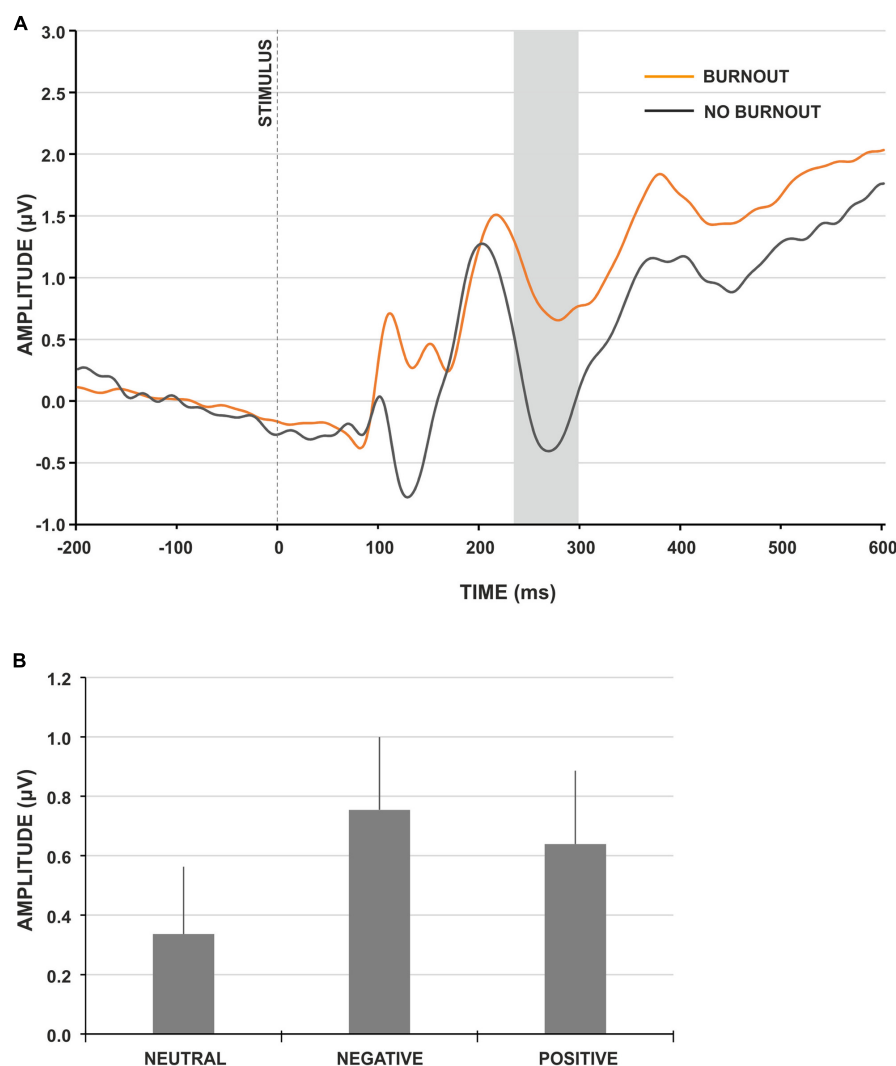 A
3.0
2.5
2.0
1.5
1.0
0.5
0.0
-0.5
-1.0
AMPLITUDE (µV)
STIMULUS
BURNOUT
NO BURNOUT
-200 -100 0 100 200 300 400 500 600
TIME (ms)
B
1.2
1.0
0.8
0.6
0.4
0.2
0.0
AMPLITUDE (µV)
NEUTRAL NEGATIVE POSITIVE